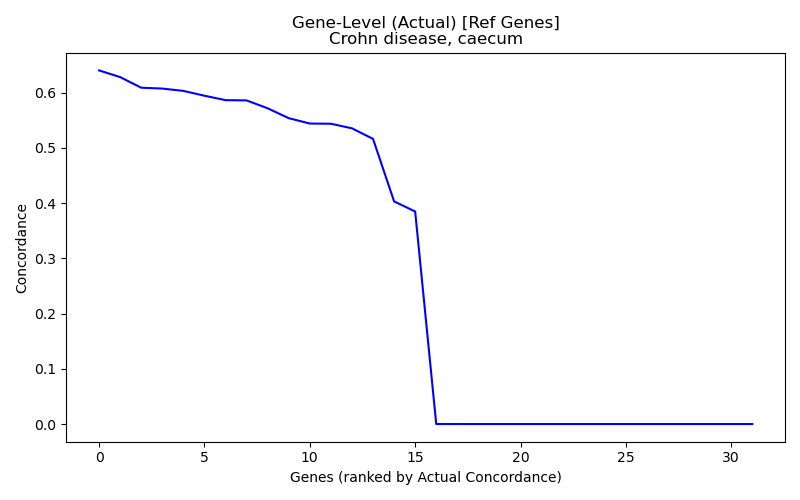 Gene-Level (Actual) [Ref Genes]
Crohn disease, caecum
Concordance
0.6
0.5
0.4
0.3
0.2
0.1
0.0
0 5 10 15 20 25 30
Genes (ranked by Actual Concordance)